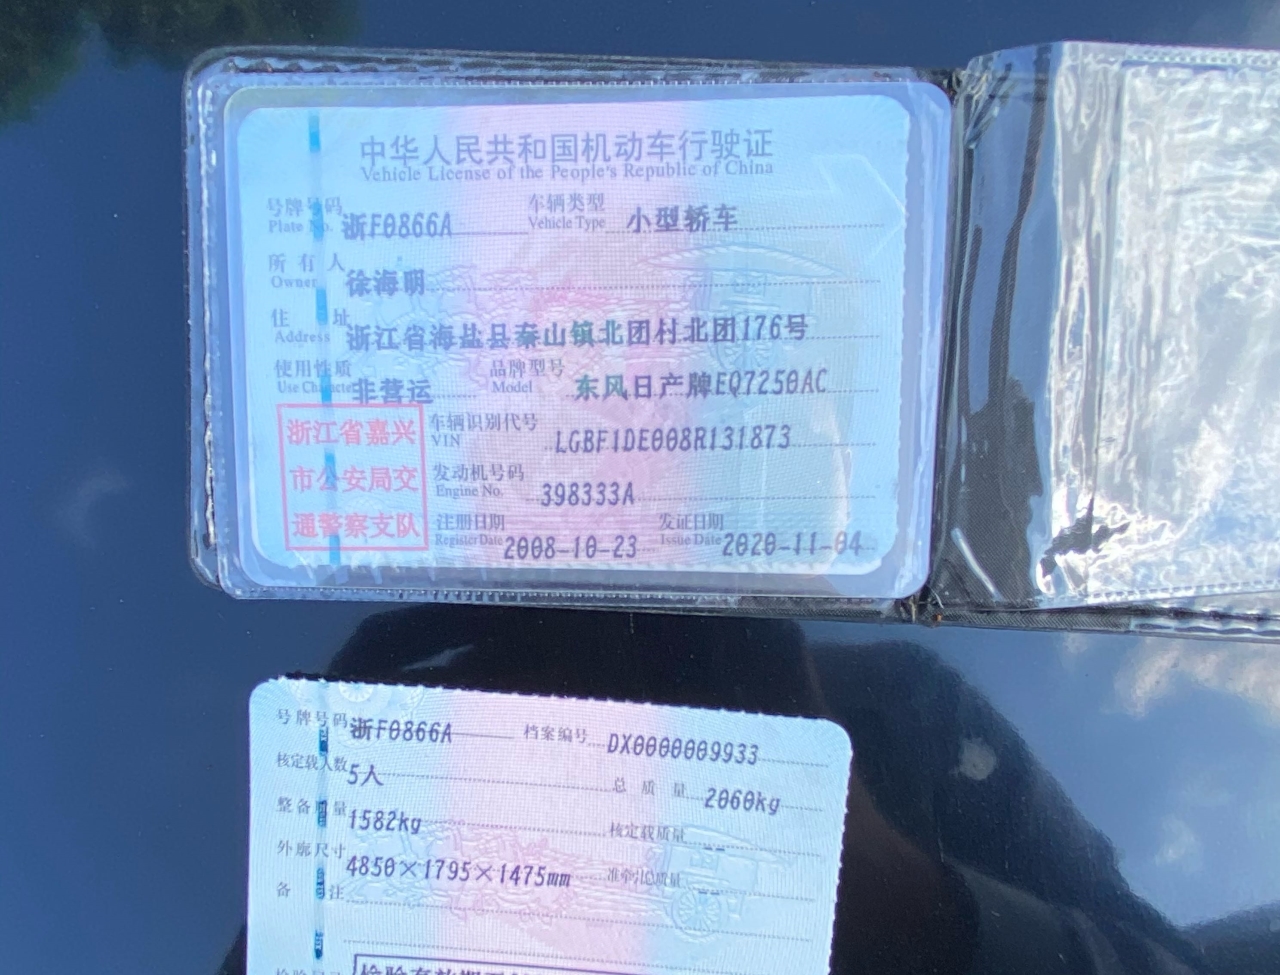 中华人民共和国机动车行驶证
Vehicle License of the People's Republic of China
号牌号码 浙F0866A 车辆类型 小型轿车
Plate No. Vehicle Type
所有人 徐海明
Owner
住址 浙江省海盐县秦山镇北团村北团176号
Address
使用性质 非营运 品牌型号 东风日产牌EQ7250AC
Use Character Model
浙江省嘉兴
市公安局交
通警察支队
车辆识别代号 LGBF1DE008R131873
VIN
发动机号码 398333A
Engine No.
注册日期 2008-10-23 发证日期 2020-11-04
Register Date Issue Date
号牌号码 浙F0866A 档案编号 DX0000009933
核定载人数 5人 总质量 2060kg
整备质量 1582kg 核定载质量 --
外廓尺寸 4850×1795×1475mm 准牵引总质量 --
备注